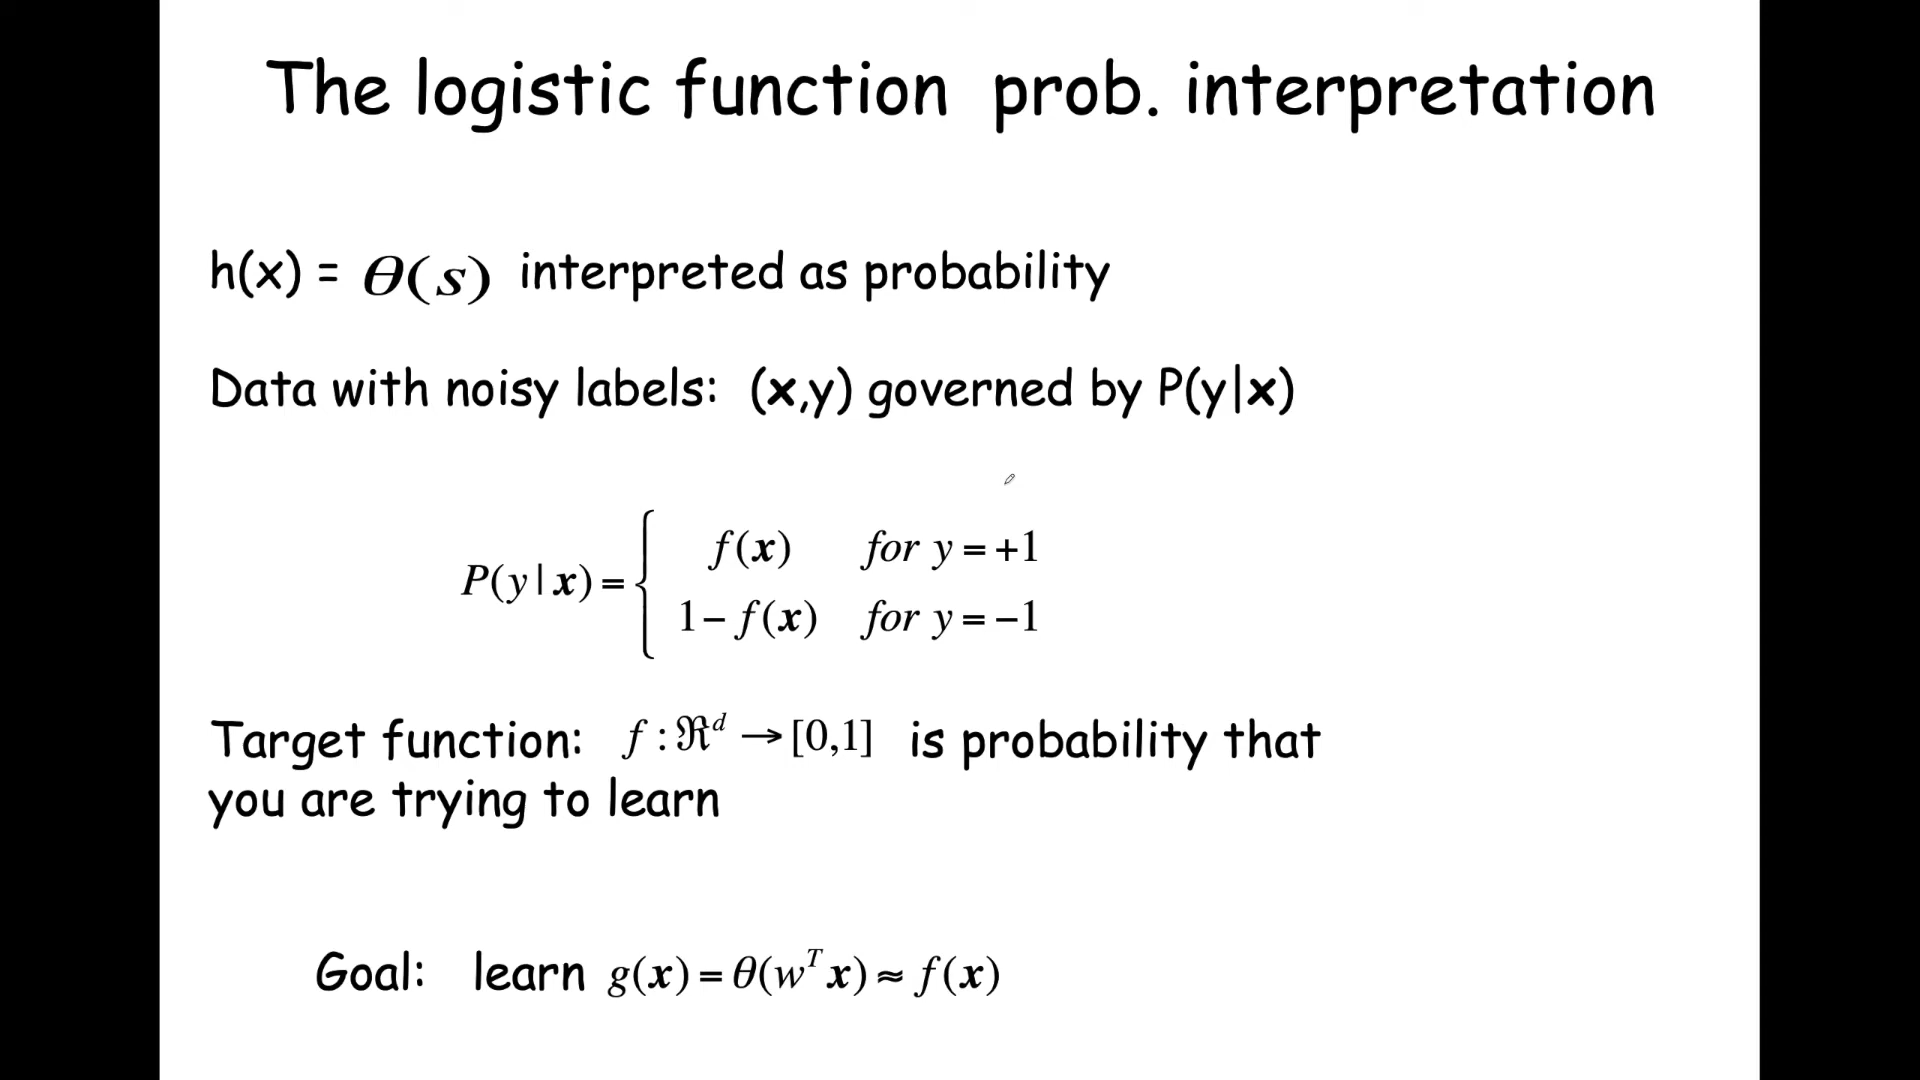 The logistic function prob. interpretation
h(x) = θ(s) interpreted as probability
Data with noisy labels: (x,y) governed by P(y|x)
P(y | x) = { f(x) for y = +1
1 − f(x) for y = −1
Target function: f : ℜ^d → [0,1] is probability that
you are trying to learn
Goal: learn g(x) = θ(w^T x) ≈ f(x)